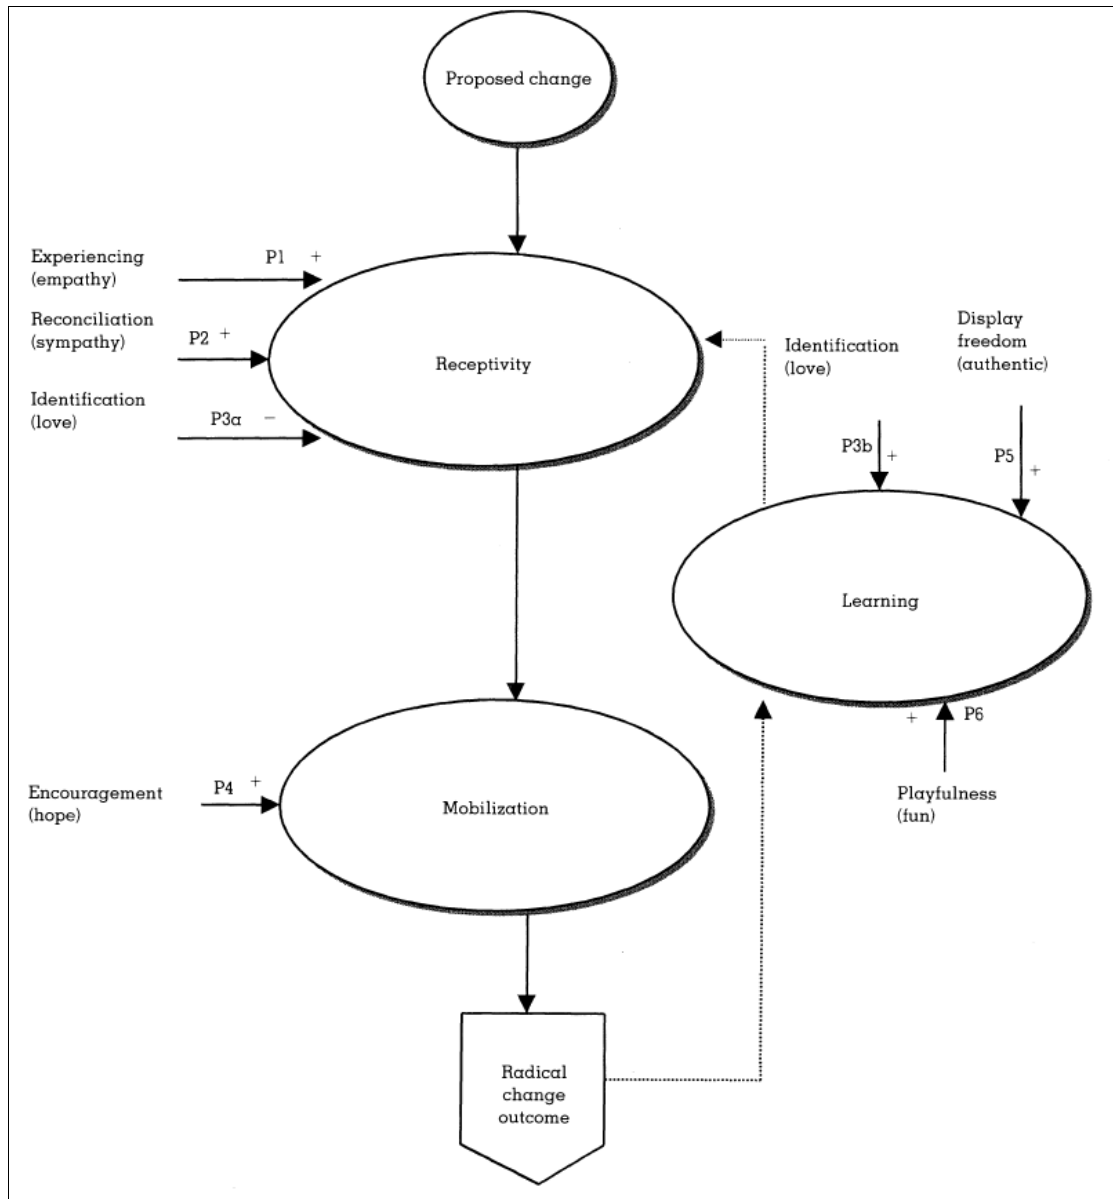 Proposed change
Experiencing
(empathy)
P1 +
Reconciliation
(sympathy)
P2 +
Identification
(love)
P3a −
Receptivity
Identification
(love)
P3b
+
Display
freedom
(authentic)
P5
+
Learning
+ P6
Playfulness
(fun)
Encouragement
(hope)
P4 +
Mobilization
Radical
change
outcome